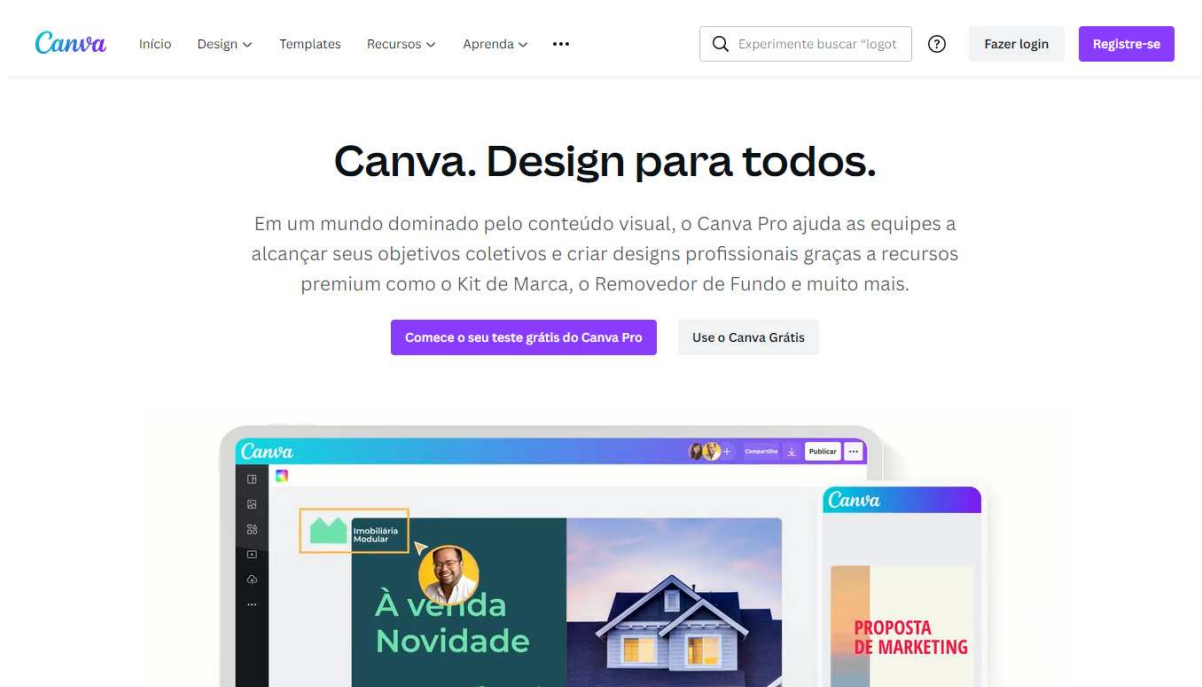 Canva Início Design Templates Recursos Aprenda ••• Experimente buscar "logot ? Fazer login Registre-se
Canva. Design para todos.
Em um mundo dominado pelo conteúdo visual, o Canva Pro ajuda as equipes a
alcançar seus objetivos coletivos e criar designs profissionais graças a recursos
premium como o Kit de Marca, o Removedor de Fundo e muito mais.
Comece o seu teste grátis do Canva Pro Use o Canva Grátis
Canva Compartilhe Publicar •••
Canva
Imobiliária
Modular
À venda
Novidade
PROPOSTA
DE MARKETING